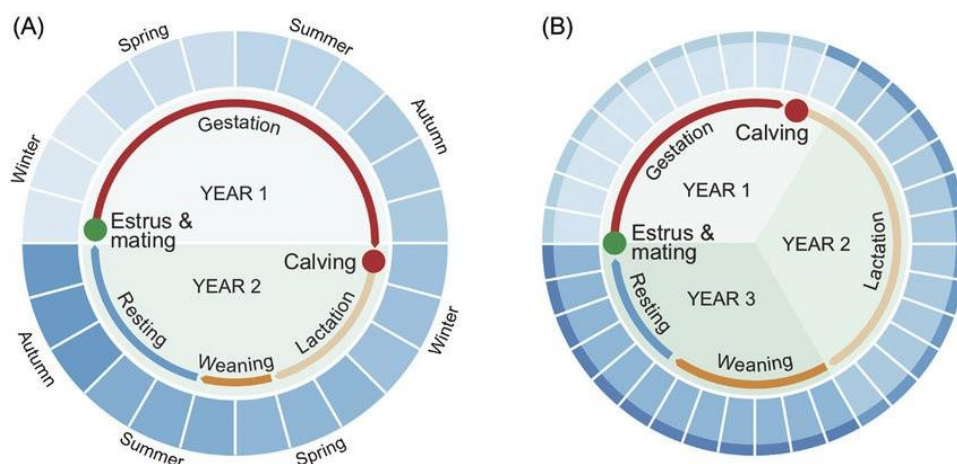 (A)
Spring
Summer
Autumn
Winter
Gestation
YEAR 1
Estrus &
mating
Calving
YEAR 2
Resting
Weaning
Lactation
Autumn
Summer
Spring
Winter
(B)
Gestation
Calving
YEAR 1
Estrus &
mating
YEAR 2
Lactation
YEAR 3
Resting
Weaning